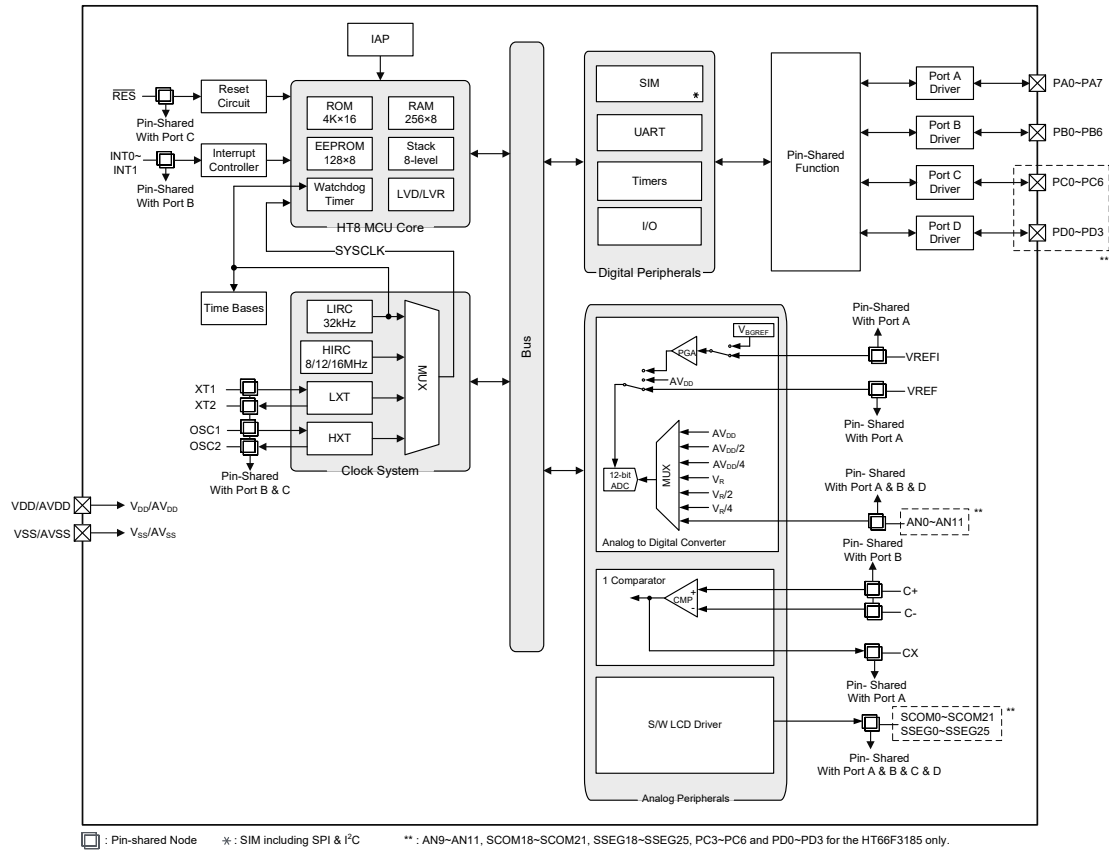 IAP
RES
Reset
Circuit
Pin-Shared
With Port C
INT0~
INT1
Interrupt
Controller
Pin-Shared
With Port B
ROM
4K×16
RAM
256×8
EEPROM
128×8
Stack
8-level
Watchdog
Timer
LVD/LVR
HT8 MCU Core
SYSCLK
Time Bases
LIRC
32kHz
HIRC
8/12/16MHz
LXT
HXT
MUX
Clock System
XT1
XT2
OSC1
OSC2
Pin-Shared
With Port B & C
VDD/AVDD
VDD/AVDD
VSS/AVSS
VSS/AVSS
Bus
SIM
*
UART
Timers
I/O
Digital Peripherals
Pin-Shared
Function
Port A
Driver
PA0~PA7
Port B
Driver
PB0~PB6
Port C
Driver
PC0~PC6
Port D
Driver
PD0~PD3
**
VBGREF
PGA
AVDD
Pin-Shared
With Port A
VREFI
VREF
Pin- Shared
With Port A
12-bit
ADC
MUX
AVDD
AVDD/2
AVDD/4
VR
VR/2
VR/4
Pin- Shared
With Port A & B & D
AN0~AN11
**
Analog to Digital Converter
Pin- Shared
With Port B
1 Comparator
CMP
+
-
C+
C-
CX
Pin- Shared
With Port A
S/W LCD Driver
SCOM0~SCOM21
SSEG0~SSEG25
**
Pin- Shared
With Port A & B & C & D
Analog Peripherals
: Pin-shared Node
* : SIM including SPI & I²C
** : AN9~AN11, SCOM18~SCOM21, SSEG18~SSEG25, PC3~PC6 and PD0~PD3 for the HT66F3185 only.